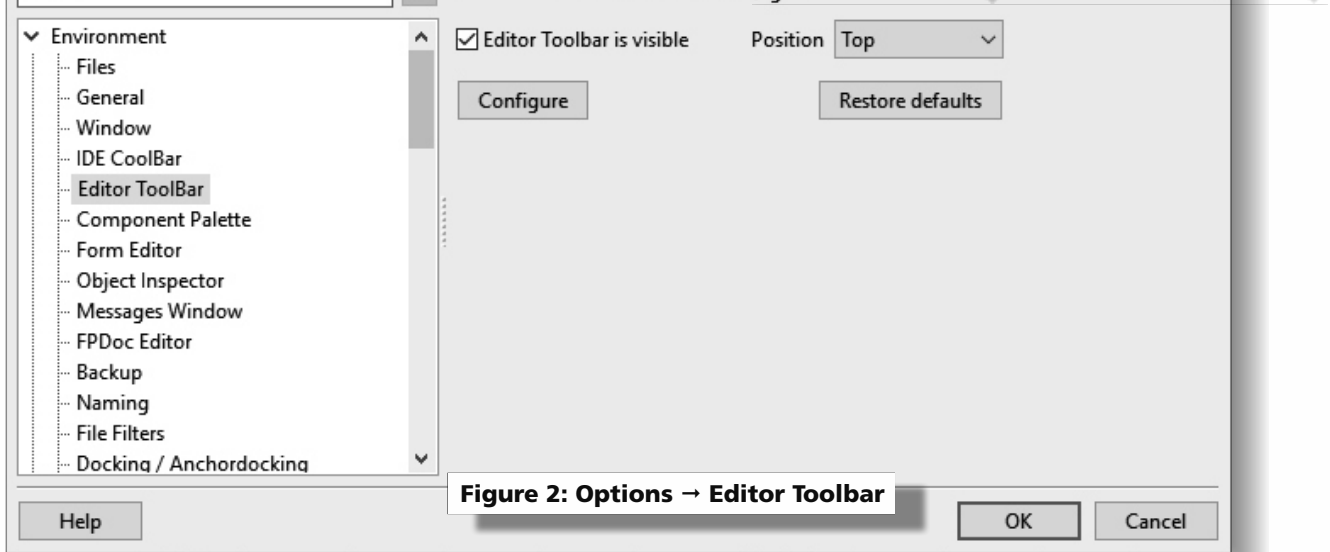 Environment
Files
General
Window
IDE CoolBar
Editor ToolBar
Component Palette
Form Editor
Object Inspector
Messages Window
FPDoc Editor
Backup
Naming
File Filters
Docking / Anchordocking
Editor Toolbar is visible
Position Top
Configure
Restore defaults
Figure 2: Options → Editor Toolbar
Help
OK
Cancel